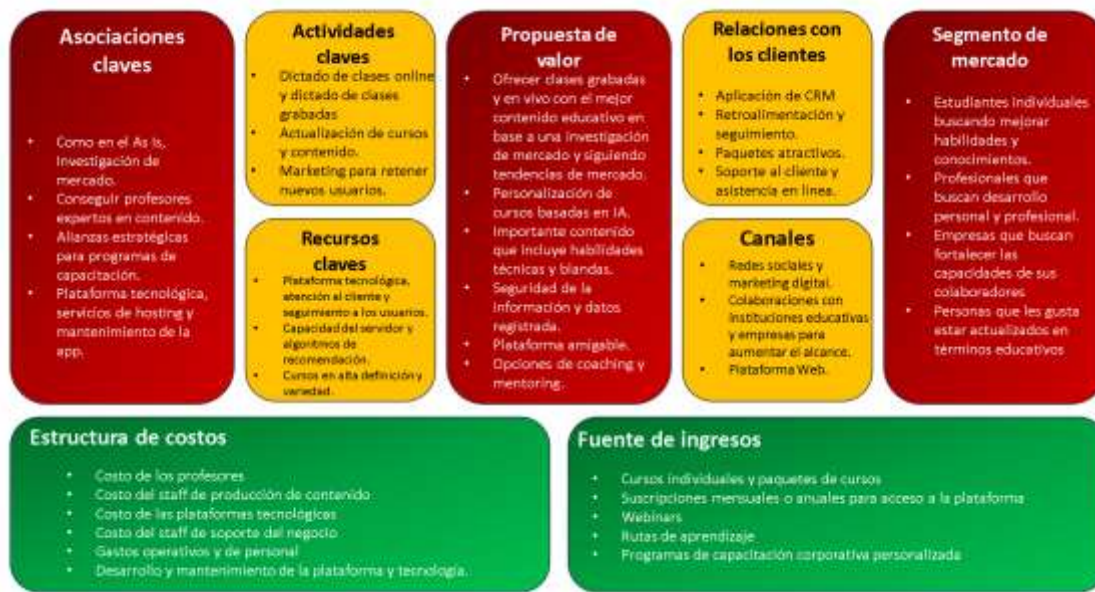 Asociaciones
claves
Como en el As Is,
Investigación de
mercado.
Conseguir profesores
expertos en contenido.
Alianzas estratégicas
para programas de
capacitación.
Plataforma tecnológica,
servicios de hosting y
mantenimiento de la
app.
Actividades
claves
Dictado de clases online
y dictado de clases
grabadas
Actualización de cursos
y contenido.
Marketing para retener
nuevos usuarios.
Recursos
claves
Plataforma tecnológica,
atención al cliente y
seguimiento a los usuarios.
Capacidad del servidor y
algoritmos de
recomendación.
Cursos en alta definición y
variedad.
Propuesta de
valor
Ofrecer clases grabadas
y en vivo con el mejor
contenido educativo en
base a una investigación
de mercado y siguiendo
tendencias de mercado.
Personalización de
cursos basadas en IA.
Importante contenido
que incluye habilidades
técnicas y blandas.
Seguridad de la
información y datos
registrada.
Plataforma amigable.
Opciones de coaching y
mentoring.
Relaciones con
los clientes
Aplicación de CRM
Retroalimentación y
seguimiento.
Paquetes atractivos.
Soporte al cliente y
asistencia en línea.
Canales
Redes sociales y
marketing digital.
Colaboraciones con
instituciones educativas
y empresas para
aumentar el alcance.
Plataforma Web.
Segmento de
mercado
Estudiantes individuales
buscando mejorar
habilidades y
conocimientos.
Profesionales que
buscan desarrollo
personal y profesional.
Empresas que buscan
fortalecer las
capacidades de sus
colaboradores
Personas que les gusta
estar actualizados en
términos educativos
Estructura de costos
Costo de los profesores
Costo del staff de producción de contenido
Costo de las plataformas tecnológicas
Costo del staff de soporte del negocio
Gastos operativos y de personal
Desarrollo y mantenimiento de la plataforma y tecnología.
Fuente de ingresos
Cursos individuales y paquetes de cursos
Suscripciones mensuales o anuales para acceso a la plataforma
Webinars
Rutas de aprendizaje
Programas de capacitación corporativa personalizada